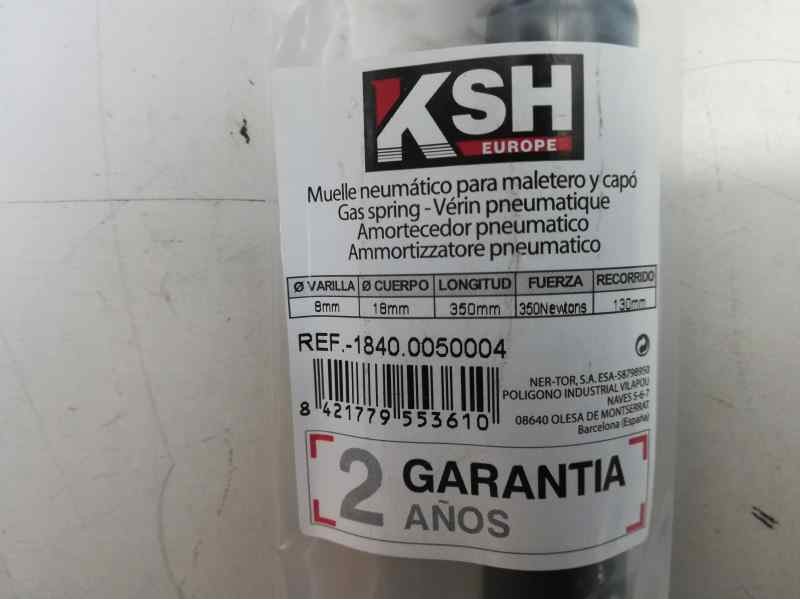 KSH
EUROPE
Muelle neumático para maletero y capó
Gas spring - Vérin pneumatique
Amortecedor pneumatico
Ammortizzatore pneumatico
Ø VARILLA Ø CUERPO LONGITUD FUERZA RECORRIDO
8mm 18mm 350mm 350Newtons 130mm
REF.-1840.0050004
NER-TOR, S.A. ESA-58798950
POLIGONO INDUSTRIAL VILAPOU
NAVES 5-6-7
08640 OLESA DE MONTSERRAT
Barcelona (España)
8 421779 553610
2 GARANTIA
AÑOS